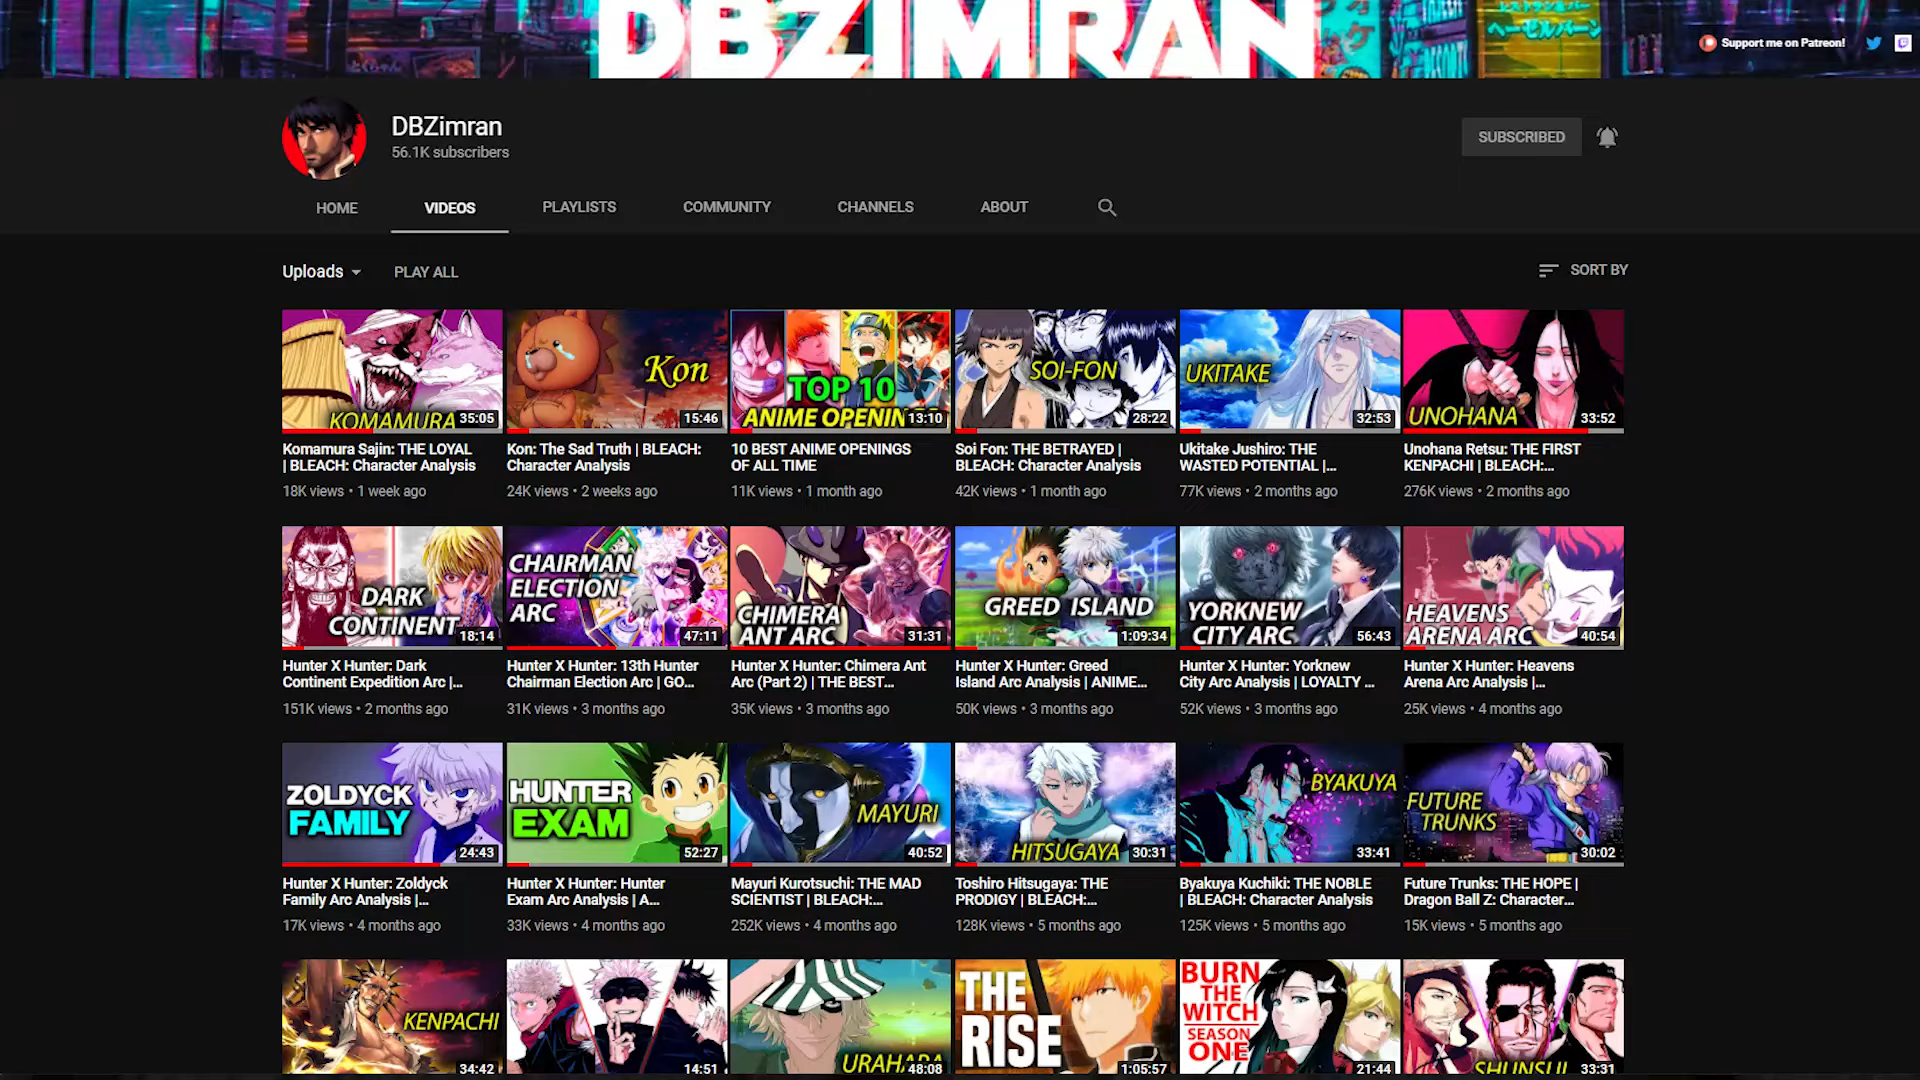 DBZIMRAN
Support me on Patreon!
DBZimran
56.1K subscribers
SUBSCRIBED
HOME
VIDEOS
PLAYLISTS
COMMUNITY
CHANNELS
ABOUT
Uploads
PLAY ALL
SORT BY
KOMAMURA
35:05
Kon
15:46
TOP 10
ANIME OPENIN
13:10
SOI-FON
28:22
UKITAKE
32:53
UNOHANA
33:52
Komamura Sajin: THE LOYAL
| BLEACH: Character Analysis
18K views • 1 week ago
Kon: The Sad Truth | BLEACH:
Character Analysis
24K views • 2 weeks ago
10 BEST ANIME OPENINGS
OF ALL TIME
11K views • 1 month ago
Soi Fon: THE BETRAYED |
BLEACH: Character Analysis
42K views • 1 month ago
Ukitake Jushiro: THE
WASTED POTENTIAL |...
77K views • 2 months ago
Unohana Retsu: THE FIRST
KENPACHI | BLEACH:...
276K views • 2 months ago
DARK
CONTINENT
18:14
CHAIRMAN
ELECTION
ARC
47:11
CHIMERA
ANT ARC
31:31
GREED ISLAND
1:09:34
YORKNEW
CITY ARC
56:43
HEAVENS
ARENA ARC
40:54
Hunter X Hunter: Dark
Continent Expedition Arc |...
151K views • 2 months ago
Hunter X Hunter: 13th Hunter
Chairman Election Arc | GO...
31K views • 3 months ago
Hunter X Hunter: Chimera Ant
Arc (Part 2) | THE BEST...
35K views • 3 months ago
Hunter X Hunter: Greed
Island Arc Analysis | ANIME...
50K views • 3 months ago
Hunter X Hunter: Yorknew
City Arc Analysis | LOYALTY ...
52K views • 3 months ago
Hunter X Hunter: Heavens
Arena Arc Analysis |...
25K views • 4 months ago
ZOLDYCK
FAMILY
24:43
HUNTER
EXAM
52:27
MAYURI
40:52
HITSUGAYA
30:31
BYAKUYA
33:41
FUTURE
TRUNKS
30:02
Hunter X Hunter: Zoldyck
Family Arc Analysis |...
17K views • 4 months ago
Hunter X Hunter: Hunter
Exam Arc Analysis | A...
33K views • 4 months ago
Mayuri Kurotsuchi: THE MAD
SCIENTIST | BLEACH:...
252K views • 4 months ago
Toshiro Hitsugaya: THE
PRODIGY | BLEACH:...
128K views • 5 months ago
Byakuya Kuchiki: THE NOBLE
| BLEACH: Character Analysis
125K views • 5 months ago
Future Trunks: THE HOPE |
Dragon Ball Z: Character...
15K views • 5 months ago
KENPACHI
34:42
14:51
URAHARA
48:08
THE
RISE
1:05:57
BURN
THE
WITCH
SEASON
ONE
21:44
SHUNSUI
33:31